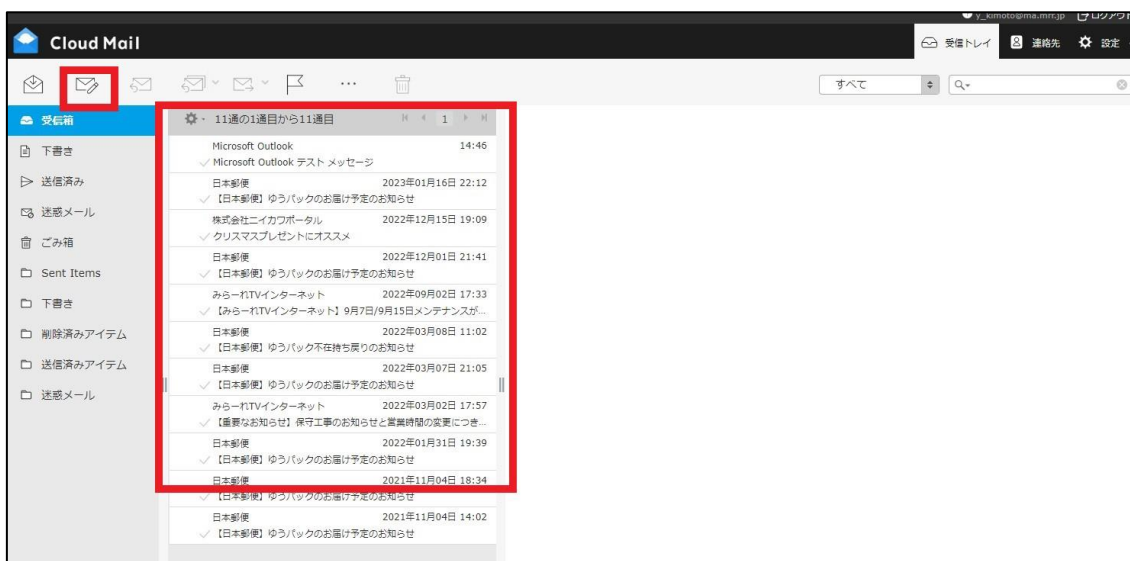 y_kimoto@ma.mrr.jp ログアウト
Cloud Mail
受信トレイ 連絡先 設定
すべて
受信箱
下書き
送信済み
迷惑メール
ごみ箱
Sent Items
下書き
削除済みアイテム
送信済みアイテム
迷惑メール
11通の1通目から11通目 1
Microsoft Outlook 14:46
Microsoft Outlook テスト メッセージ
日本郵便 2023年01月16日 22:12
【日本郵便】ゆうパックのお届け予定のお知らせ
株式会社ニイカワポータル 2022年12月15日 19:09
クリスマスプレゼントにオススメ
日本郵便 2022年12月01日 21:41
【日本郵便】ゆうパックのお届け予定のお知らせ
みらーれTVインターネット 2022年09月02日 17:33
【みらーれTVインターネット】9月7日/9月15日メンテナンスが...
日本郵便 2022年03月08日 11:02
【日本郵便】ゆうパック不在持ち戻りのお知らせ
日本郵便 2022年03月07日 21:05
【日本郵便】ゆうパックのお届け予定のお知らせ
みらーれTVインターネット 2022年03月02日 17:57
【重要なお知らせ】保守工事のお知らせと営業時間の変更につき...
日本郵便 2022年01月31日 19:39
【日本郵便】ゆうパックのお届け予定のお知らせ
日本郵便 2021年11月04日 18:34
【日本郵便】ゆうパックのお届け予定のお知らせ
日本郵便 2021年11月04日 14:02
【日本郵便】ゆうパックのお届け予定のお知らせ